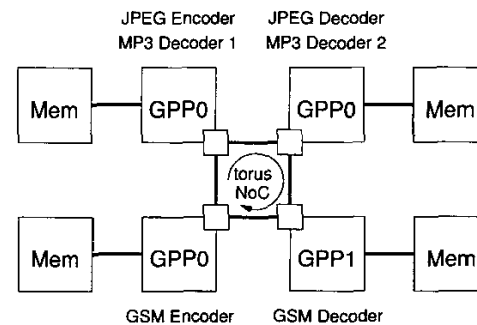 JPEG Encoder JPEG Decoder
MP3 Decoder 1 MP3 Decoder 2
Mem GPP0 GPP0 Mem
torus
NoC
Mem GPP0 GPP1 Mem
GSM Encoder GSM Decoder